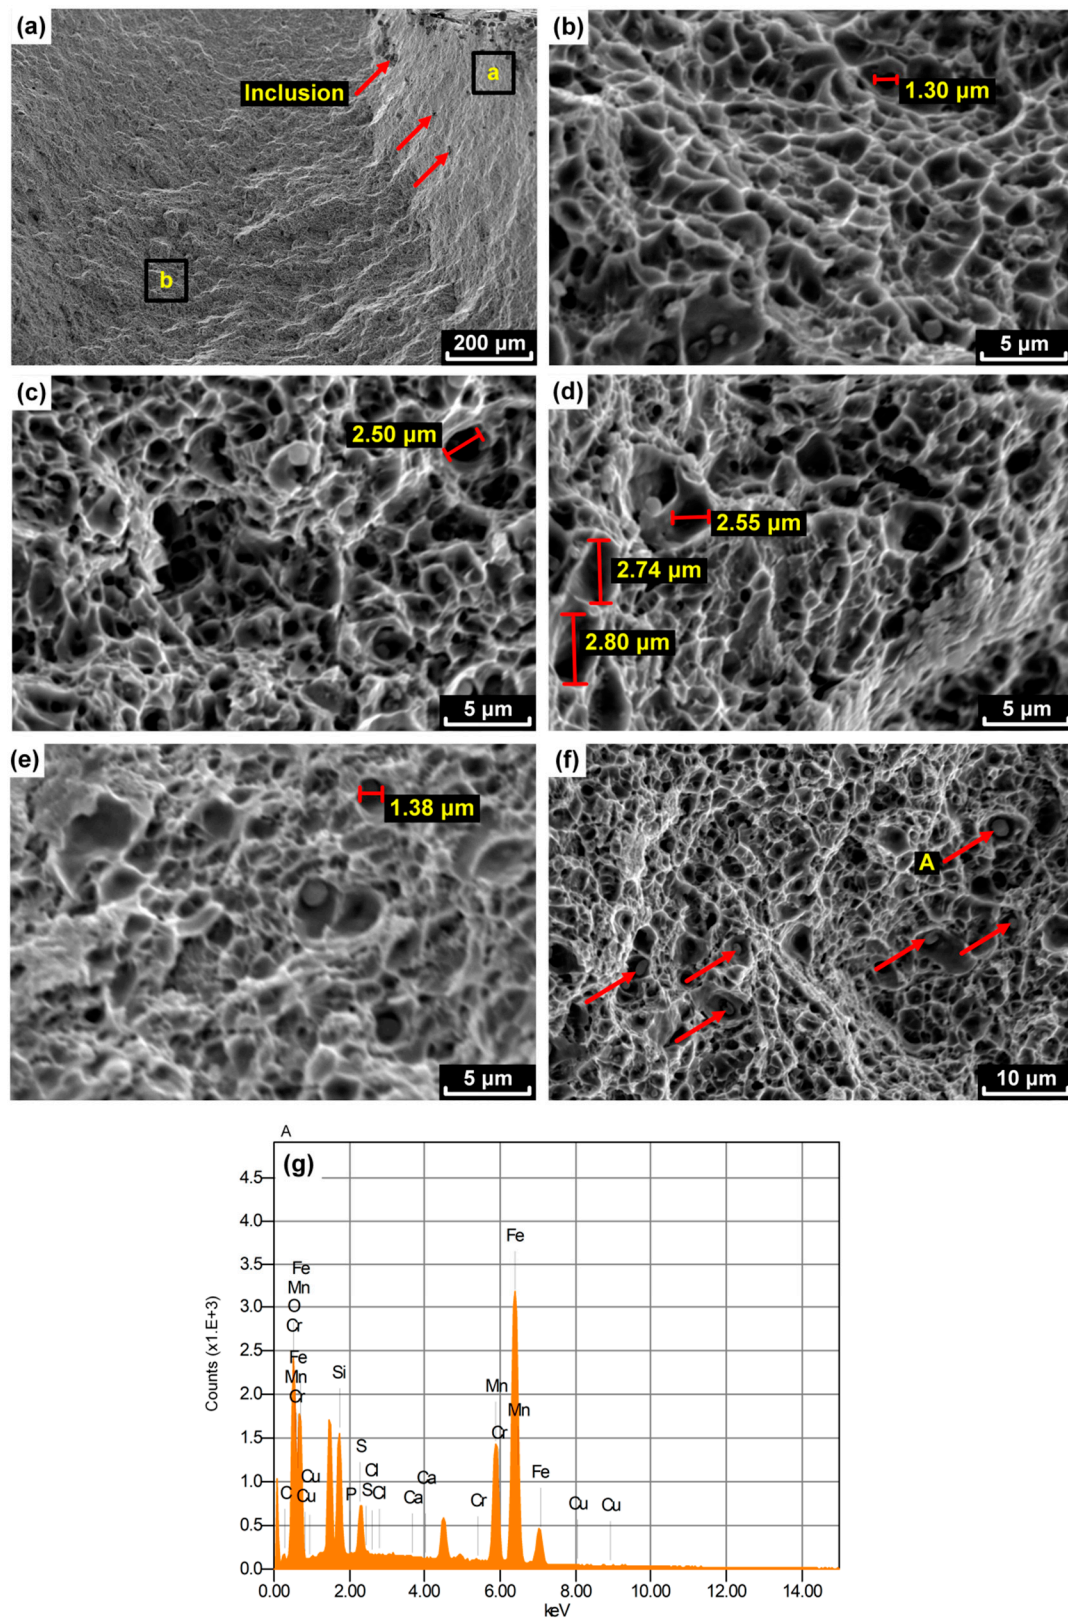 (a)
a
Inclusion
b
200 µm
(b)
1.30 µm
5 µm
(c)
2.50 µm
5 µm
(d)
2.55 µm
2.74 µm
2.80 µm
5 µm
(e)
1.38 µm
5 µm
(f)
A
10 µm
A
(g)
Counts (x1.E+3)
4.5
4.0
3.5
3.0
2.5
2.0
1.5
1.0
0.5
0.0
Fe
Mn
O
Cr
Fe
Mn
Cr
Cu
Cu
C
Si
P
S
Cl
S
Cl
Ca
Ca
Mn
Cr
Cr
Fe
Mn
Fe
Cu
Cu
0.00 2.00 4.00 6.00 8.00 10.00 12.00 14.00
keV